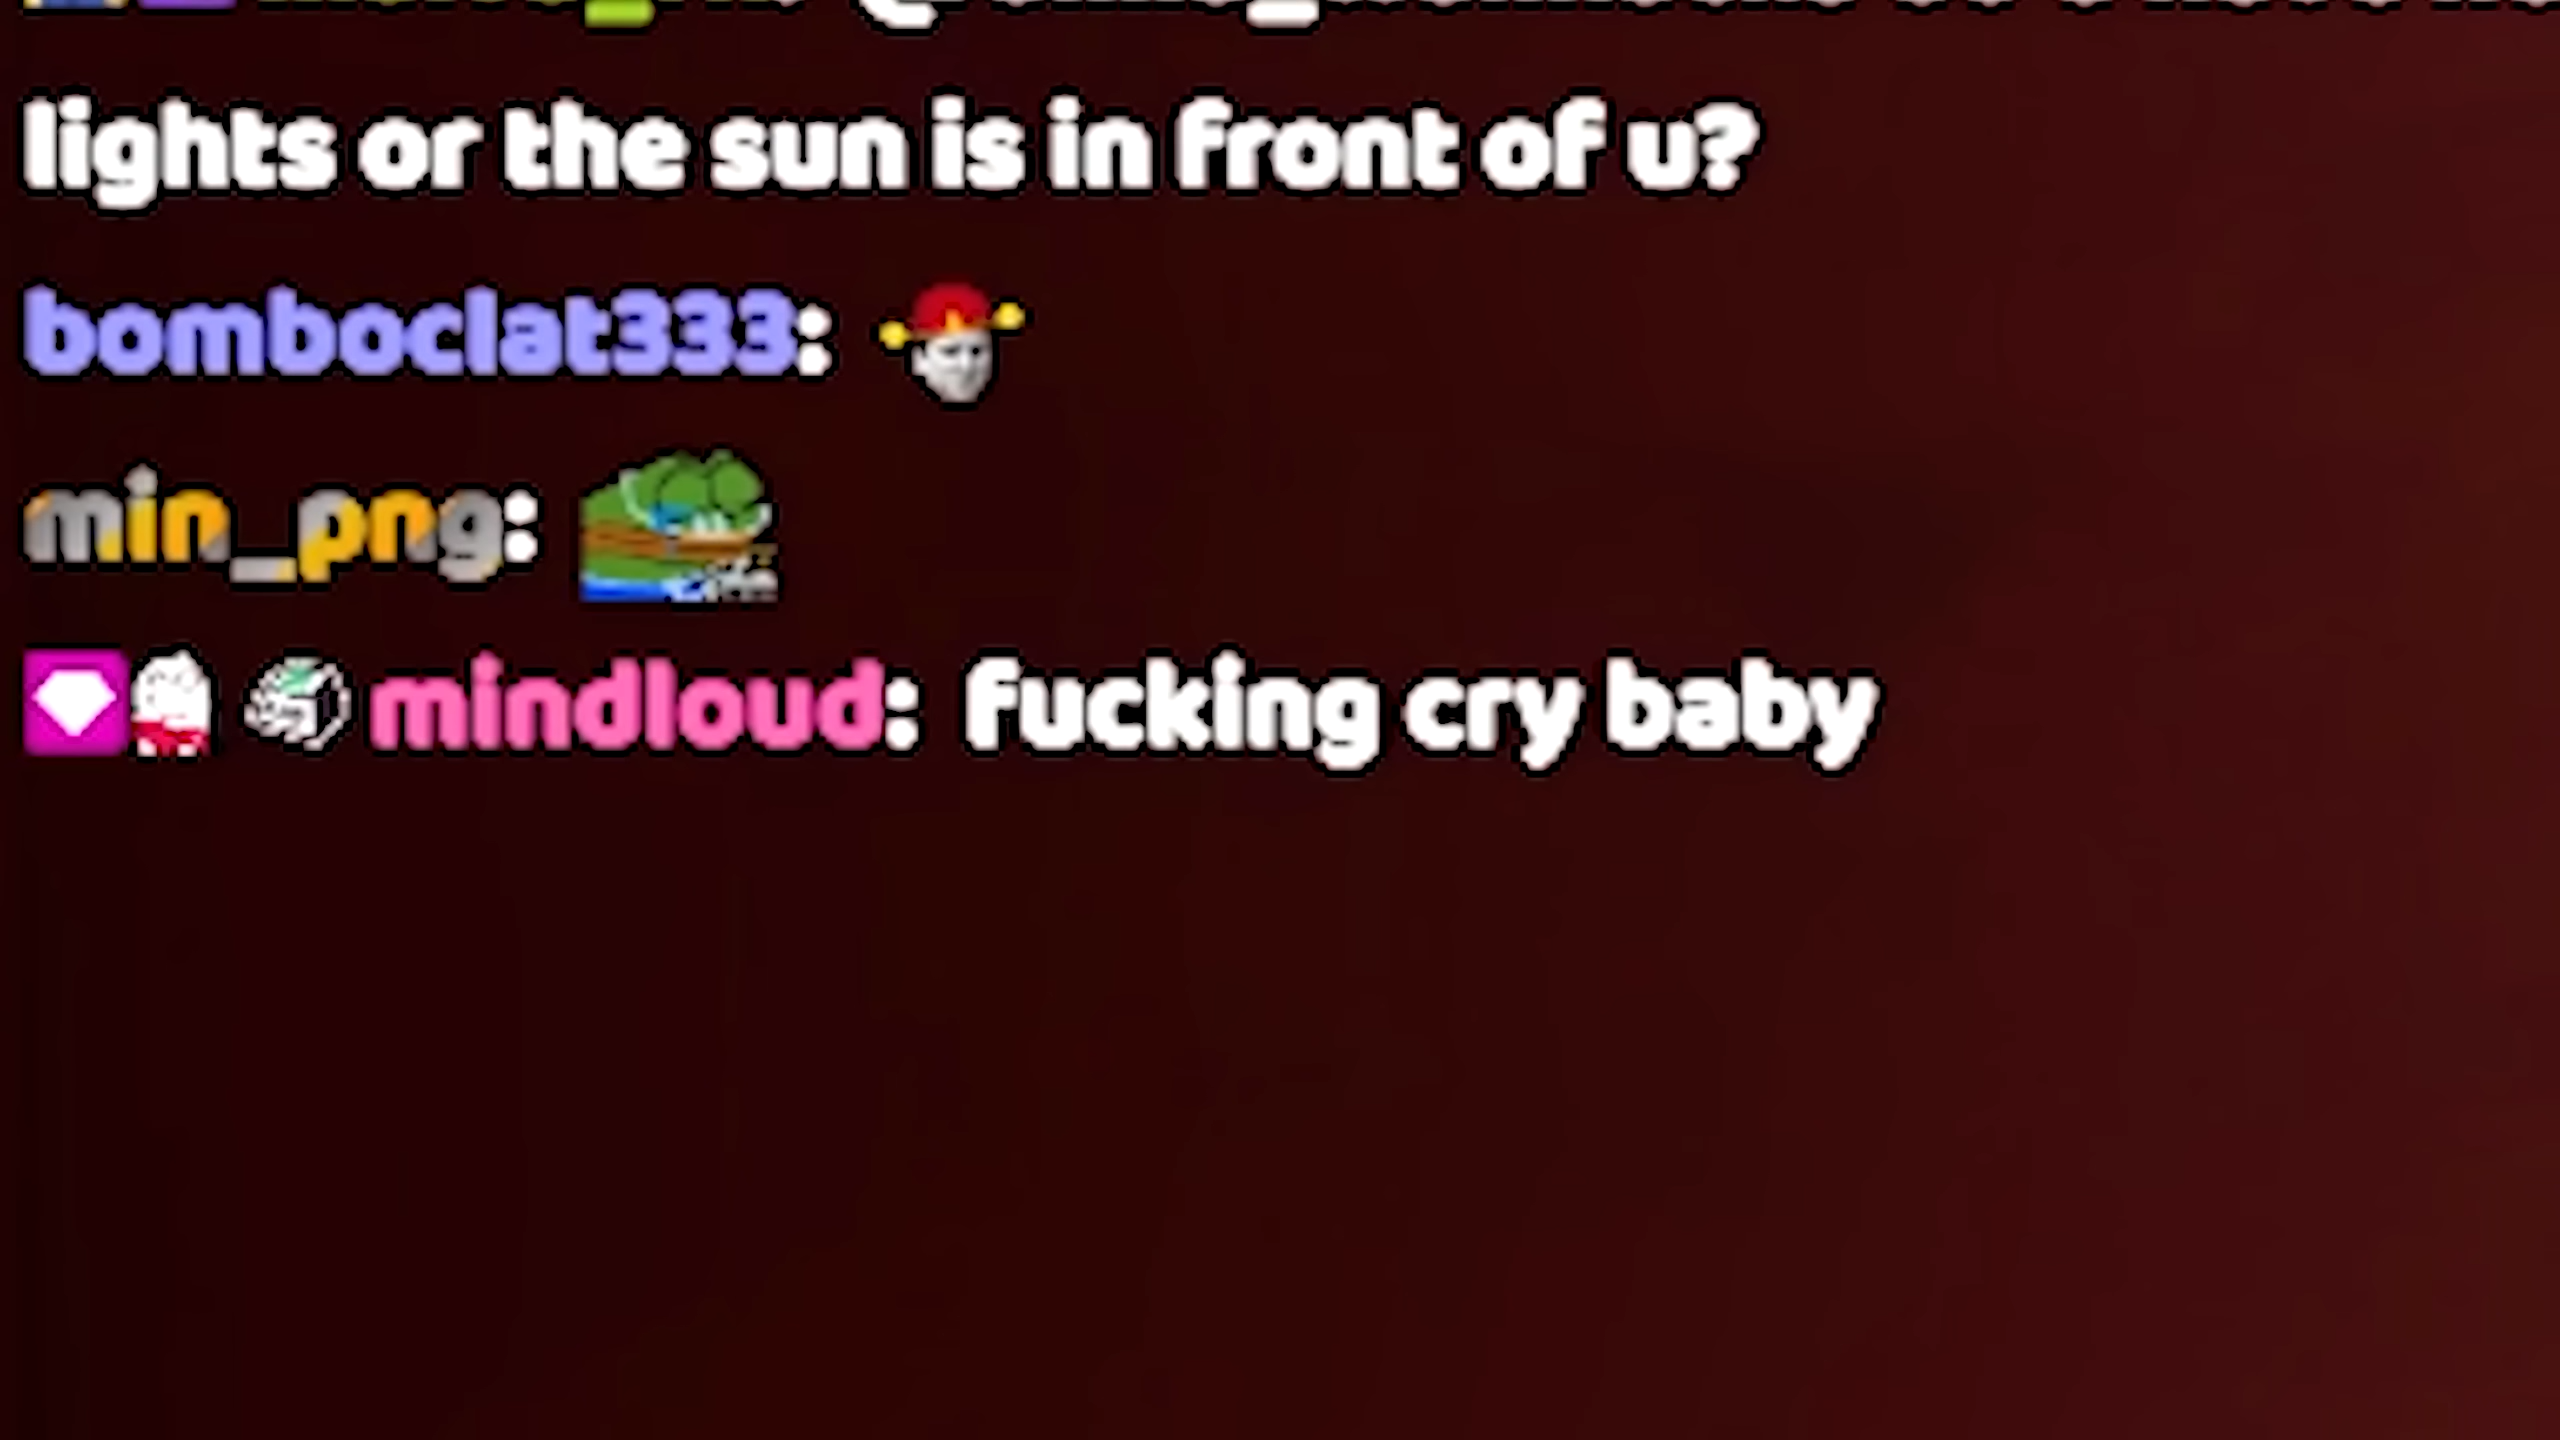 lights or the sun is in front of u?
bomboclat333:
min_png:
mindloud: fucking cry baby